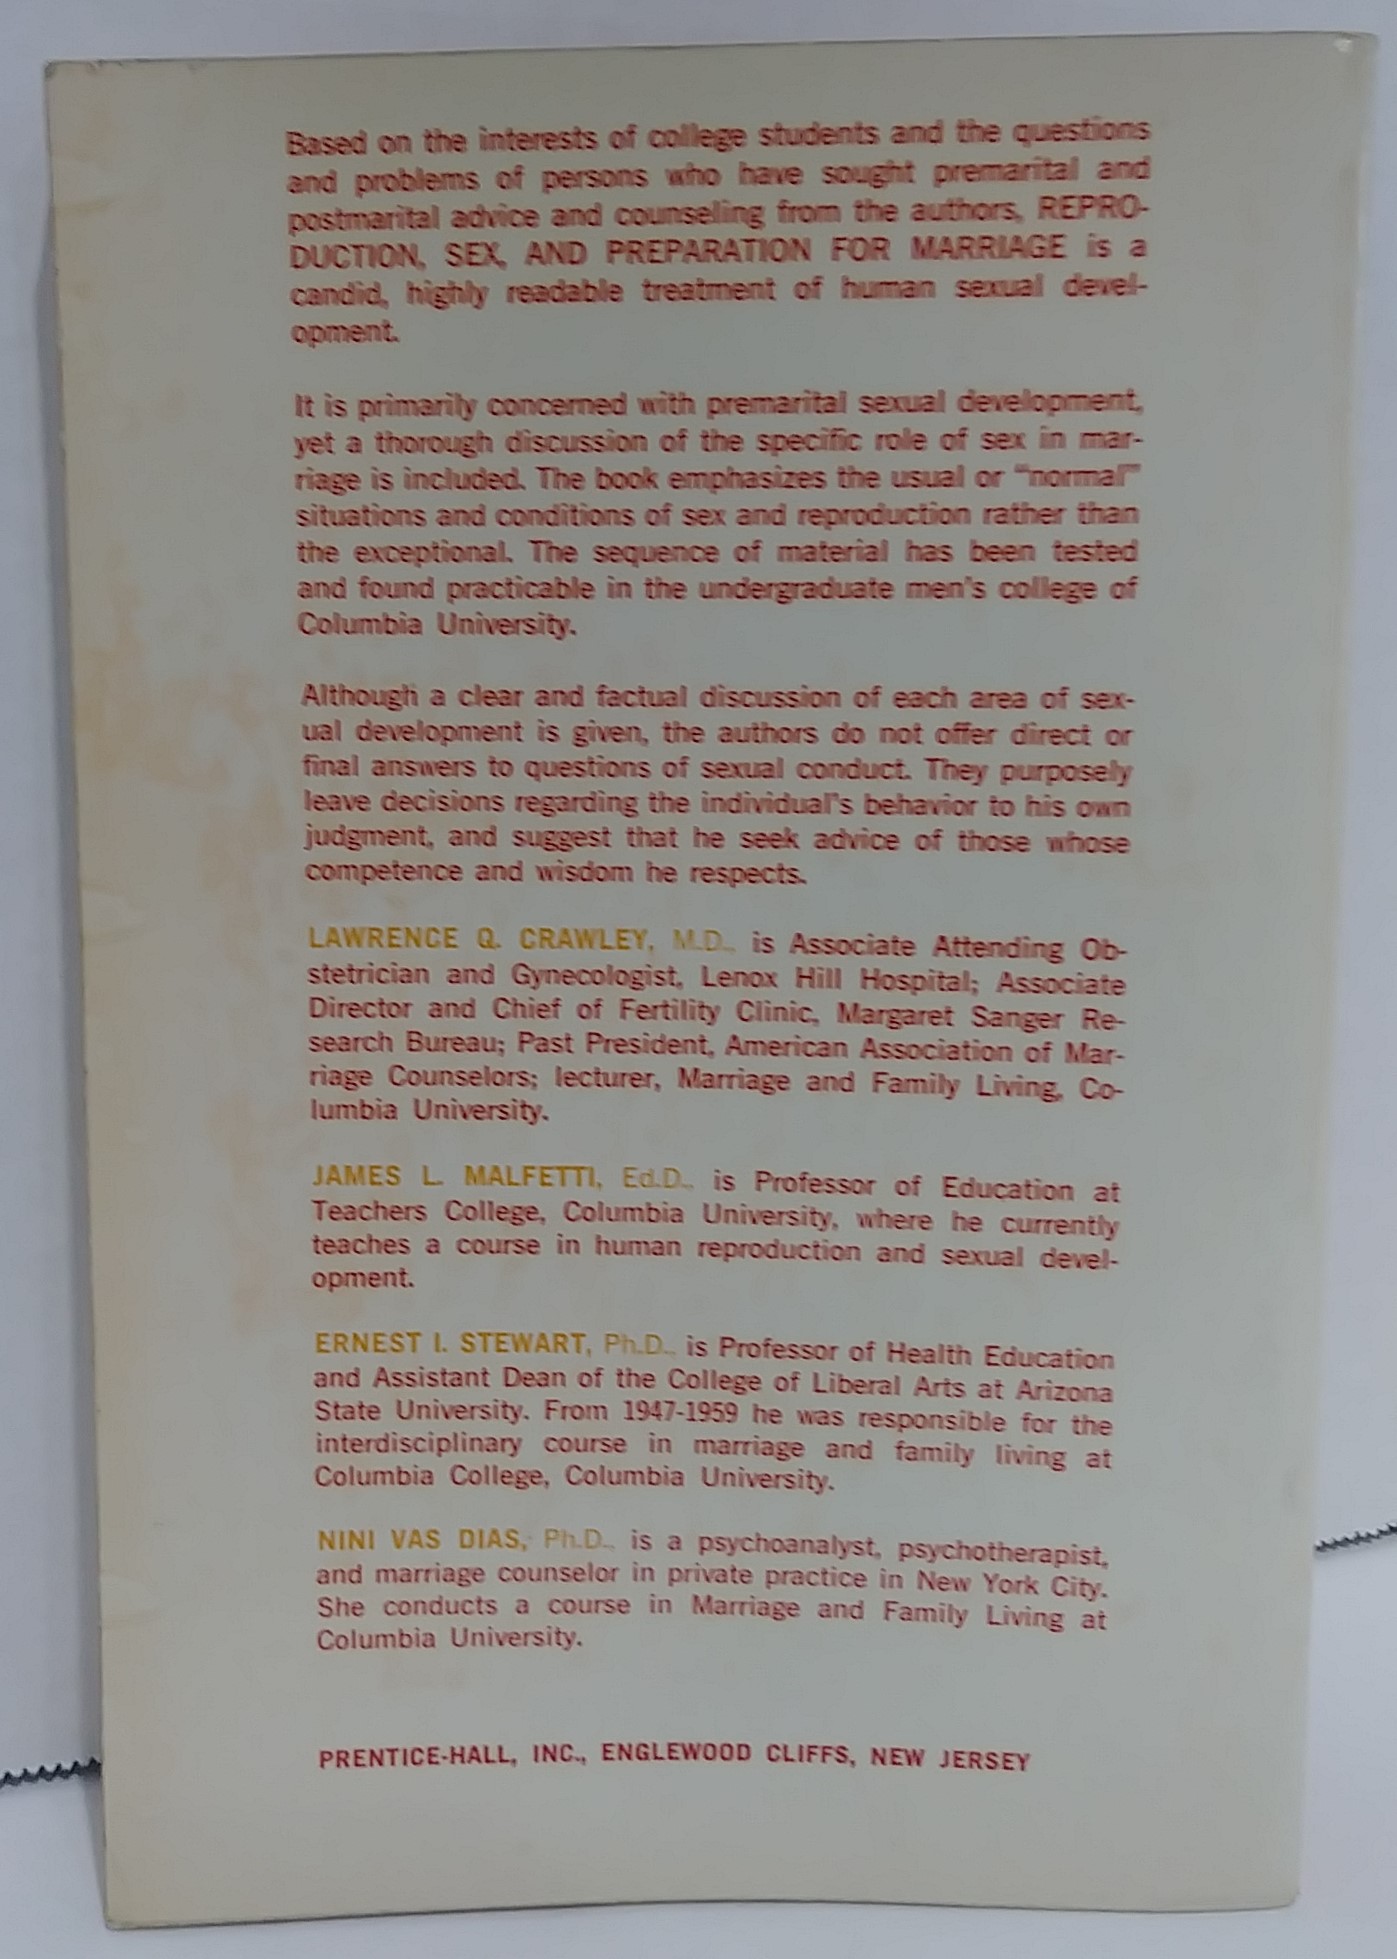 Based on the interests of college students and the questions
and problems of persons who have sought premarital and
postmarital advice and counseling from the authors, REPRO-
DUCTION, SEX, AND PREPARATION FOR MARRIAGE is a
candid, highly readable treatment of human sexual devel-
opment.
It is primarily concerned with premarital sexual development,
yet a thorough discussion of the specific role of sex in mar-
riage is included. The book emphasizes the usual or "normal"
situations and conditions of sex and reproduction rather than
the exceptional. The sequence of material has been tested
and found practicable in the undergraduate men's college of
Columbia University.
Although a clear and factual discussion of each area of sex-
ual development is given, the authors do not offer direct or
final answers to questions of sexual conduct. They purposely
leave decisions regarding the individual's behavior to his own
judgment, and suggest that he seek advice of those whose
competence and wisdom he respects.
LAWRENCE Q. CRAWLEY, M.D., is Associate Attending Ob-
stetrician and Gynecologist, Lenox Hill Hospital; Associate
Director and Chief of Fertility Clinic, Margaret Sanger Re-
search Bureau; Past President, American Association of Mar-
riage Counselors; lecturer, Marriage and Family Living, Co-
lumbia University.
JAMES L. MALFETTI, Ed.D., is Professor of Education at
Teachers College, Columbia University, where he currently
teaches a course in human reproduction and sexual devel-
opment.
ERNEST I. STEWART, Ph.D., is Professor of Health Education
and Assistant Dean of the College of Liberal Arts at Arizona
State University. From 1947-1959 he was responsible for the
interdisciplinary course in marriage and family living at
Columbia College, Columbia University.
NINI VAS DIAS, Ph.D., is a psychoanalyst, psychotherapist,
and marriage counselor in private practice in New York City.
She conducts a course in Marriage and Family Living at
Columbia University.
PRENTICE-HALL, INC., ENGLEWOOD CLIFFS, NEW JERSEY